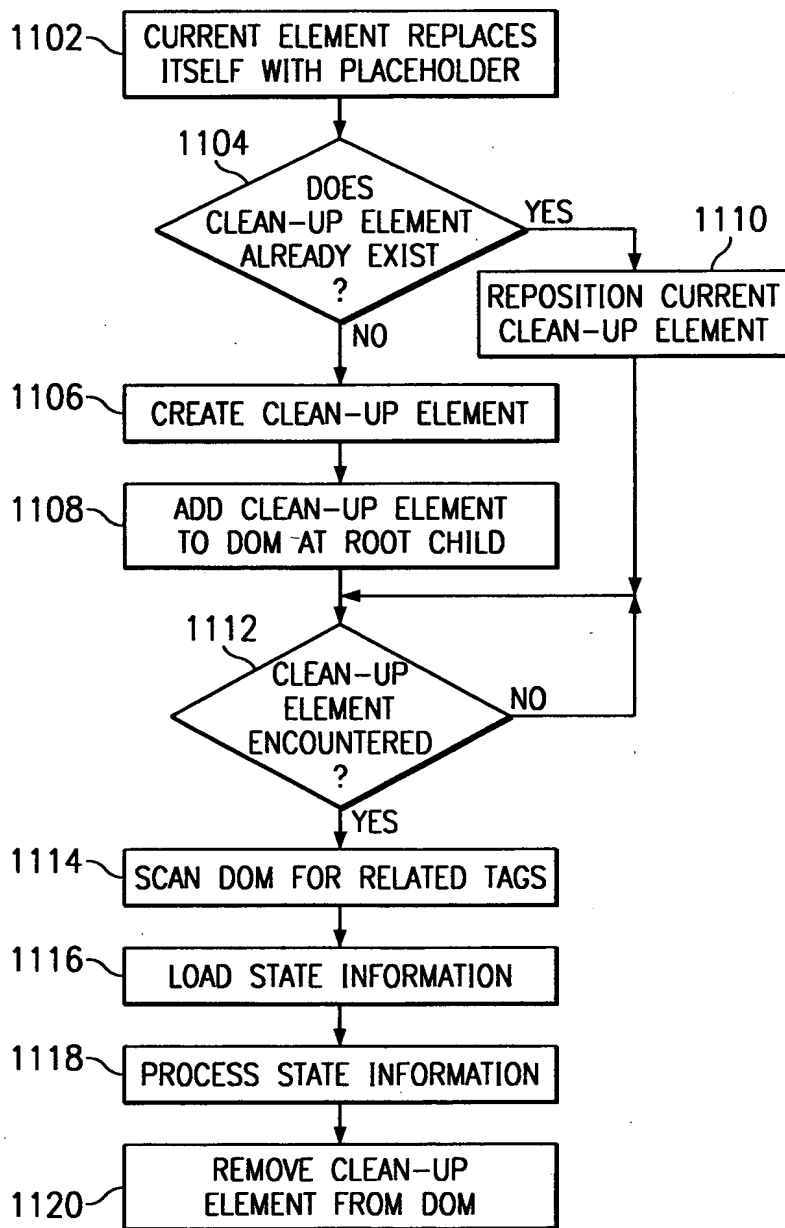 1102
CURRENT ELEMENT REPLACES
ITSELF WITH PLACEHOLDER
1104
DOES
CLEAN-UP ELEMENT
ALREADY EXIST
?
YES
1110
REPOSITION CURRENT
CLEAN-UP ELEMENT
NO
1106
CREATE CLEAN-UP ELEMENT
1108
ADD CLEAN-UP ELEMENT
TO DOM AT ROOT CHILD
1112
CLEAN-UP
ELEMENT
ENCOUNTERED
?
NO
YES
1114
SCAN DOM FOR RELATED TAGS
1116
LOAD STATE INFORMATION
1118
PROCESS STATE INFORMATION
1120
REMOVE CLEAN-UP
ELEMENT FROM DOM